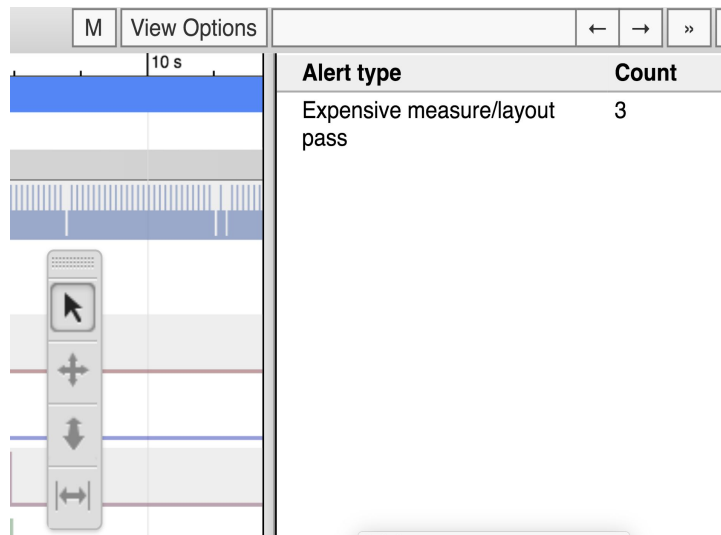 M View Options ← → »
10 s
Alert type Count
Expensive measure/layout 3
pass